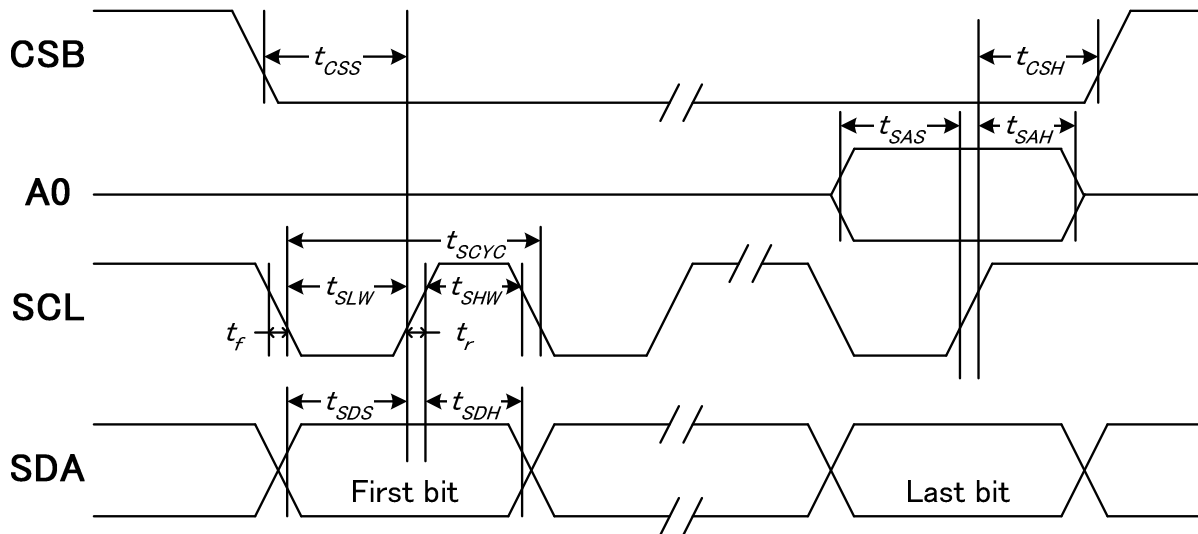 CSB
tCSS
tCSH
tSAS
tSAH
A0
tSCYC
SCL
tSLW
tSHW
tf
tr
SDA
tSDS
tSDH
First bit
Last bit